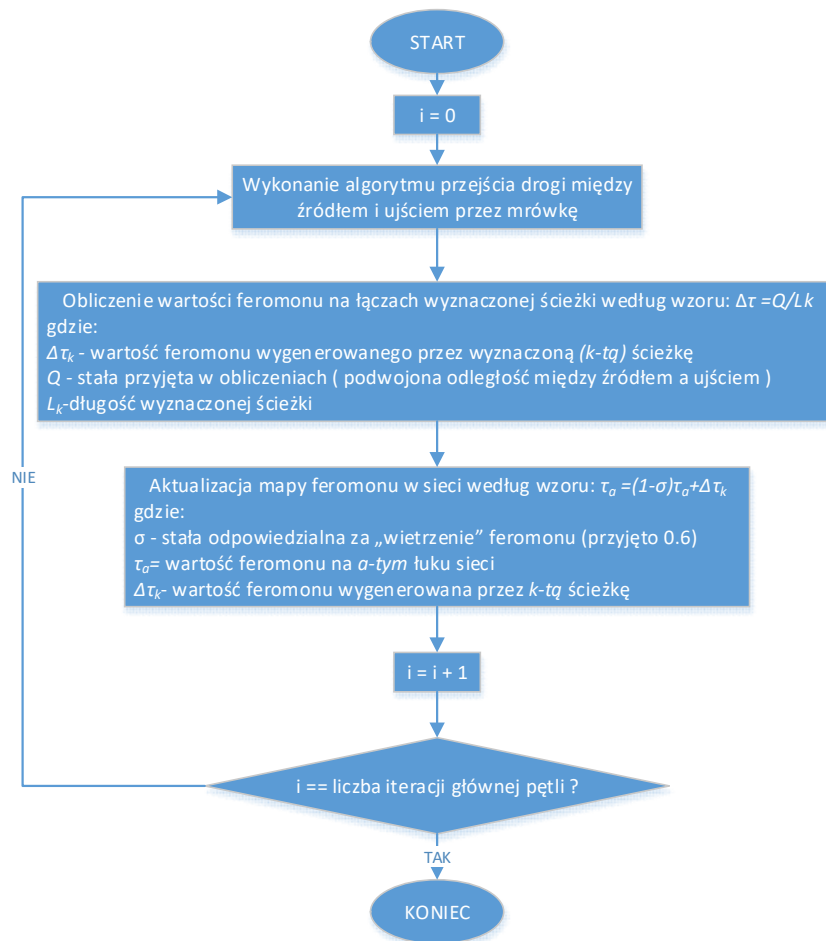 START
i = 0
Wykonanie algorytmu przejścia drogi między
źródłem i ujściem przez mrówkę
Obliczenie wartości feromonu na łączach wyznaczonej ścieżki według wzoru: Δτ =Q/Lk
gdzie:
Δτₖ - wartość feromonu wygenerowanego przez wyznaczoną (k-tą) ścieżkę
Q - stała przyjęta w obliczeniach ( podwojona odległość między źródłem a ujściem )
Lₖ-długość wyznaczonej ścieżki
NIE
Aktualizacja mapy feromonu w sieci według wzoru: τₐ =(1-σ)τₐ+Δτₖ
gdzie:
σ - stała odpowiedzialna za „wietrzenie” feromonu (przyjęto 0.6)
τₐ= wartość feromonu na a-tym łuku sieci
Δτₖ- wartość feromonu wygenerowana przez k-tą ścieżkę
i = i + 1
i == liczba iteracji głównej pętli ?
TAK
KONIEC